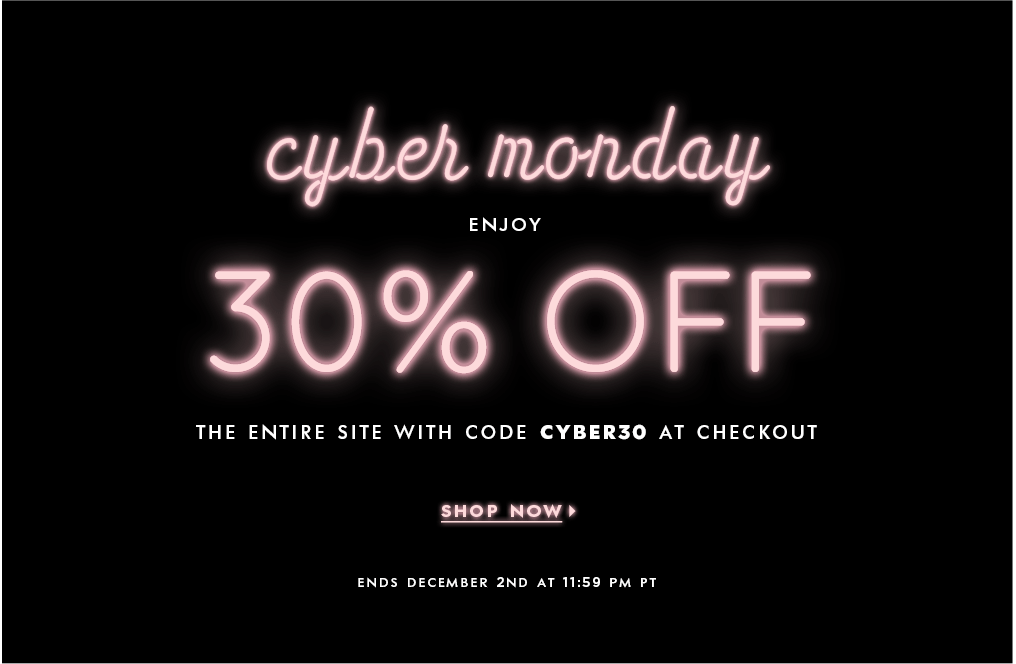 cyber monday
ENJOY
30% OFF
THE ENTIRE SITE WITH CODE CYBER30 AT CHECKOUT
SHOP NOW
ENDS DECEMBER 2ND AT 11:59 PM PT